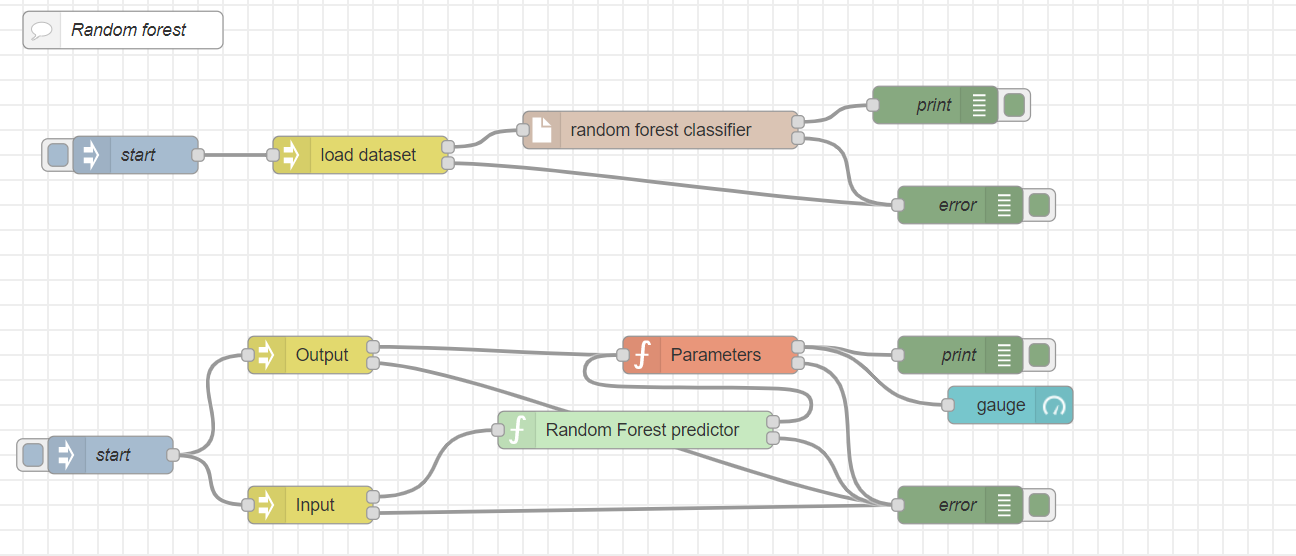 Random forest
print
random forest classifier
start
load dataset
error
Output
Parameters
print
gauge
Random Forest predictor
start
Input
error